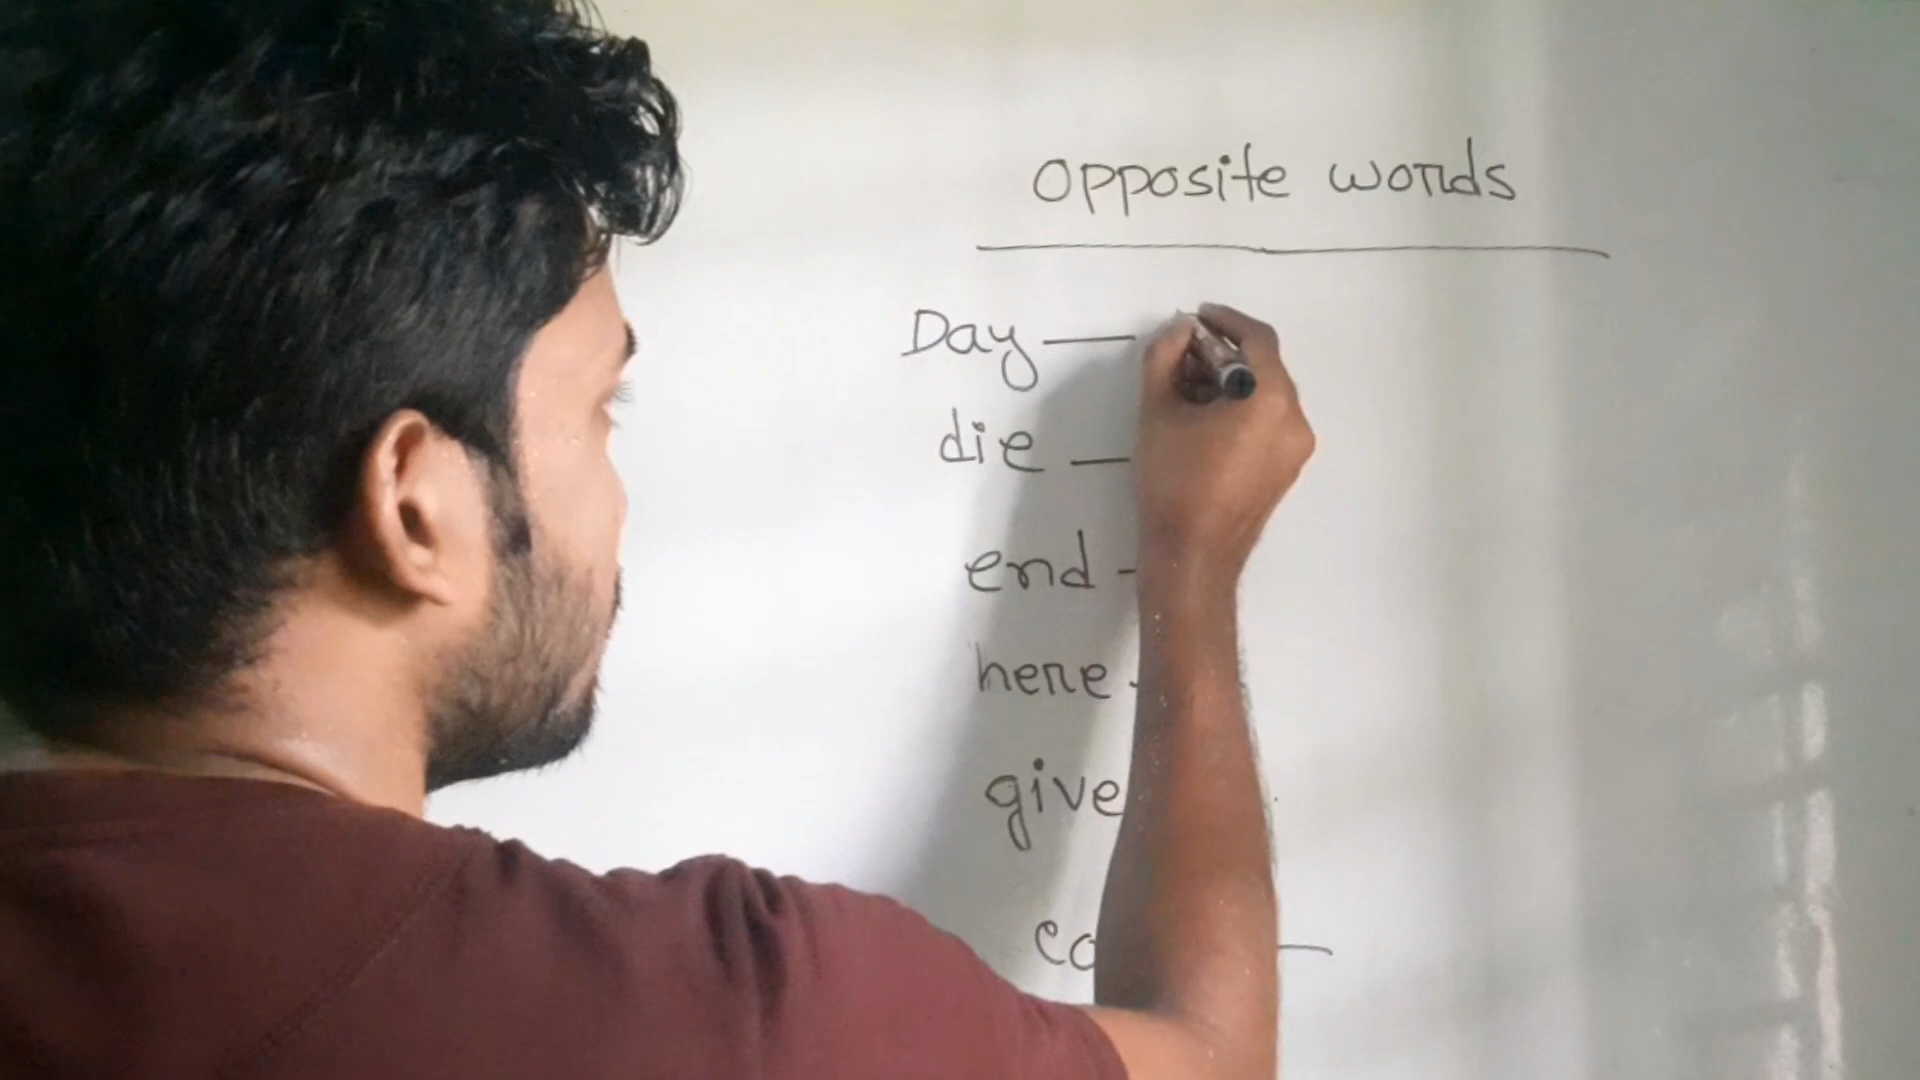 opposite words
Day —
die —
end -
here -
give